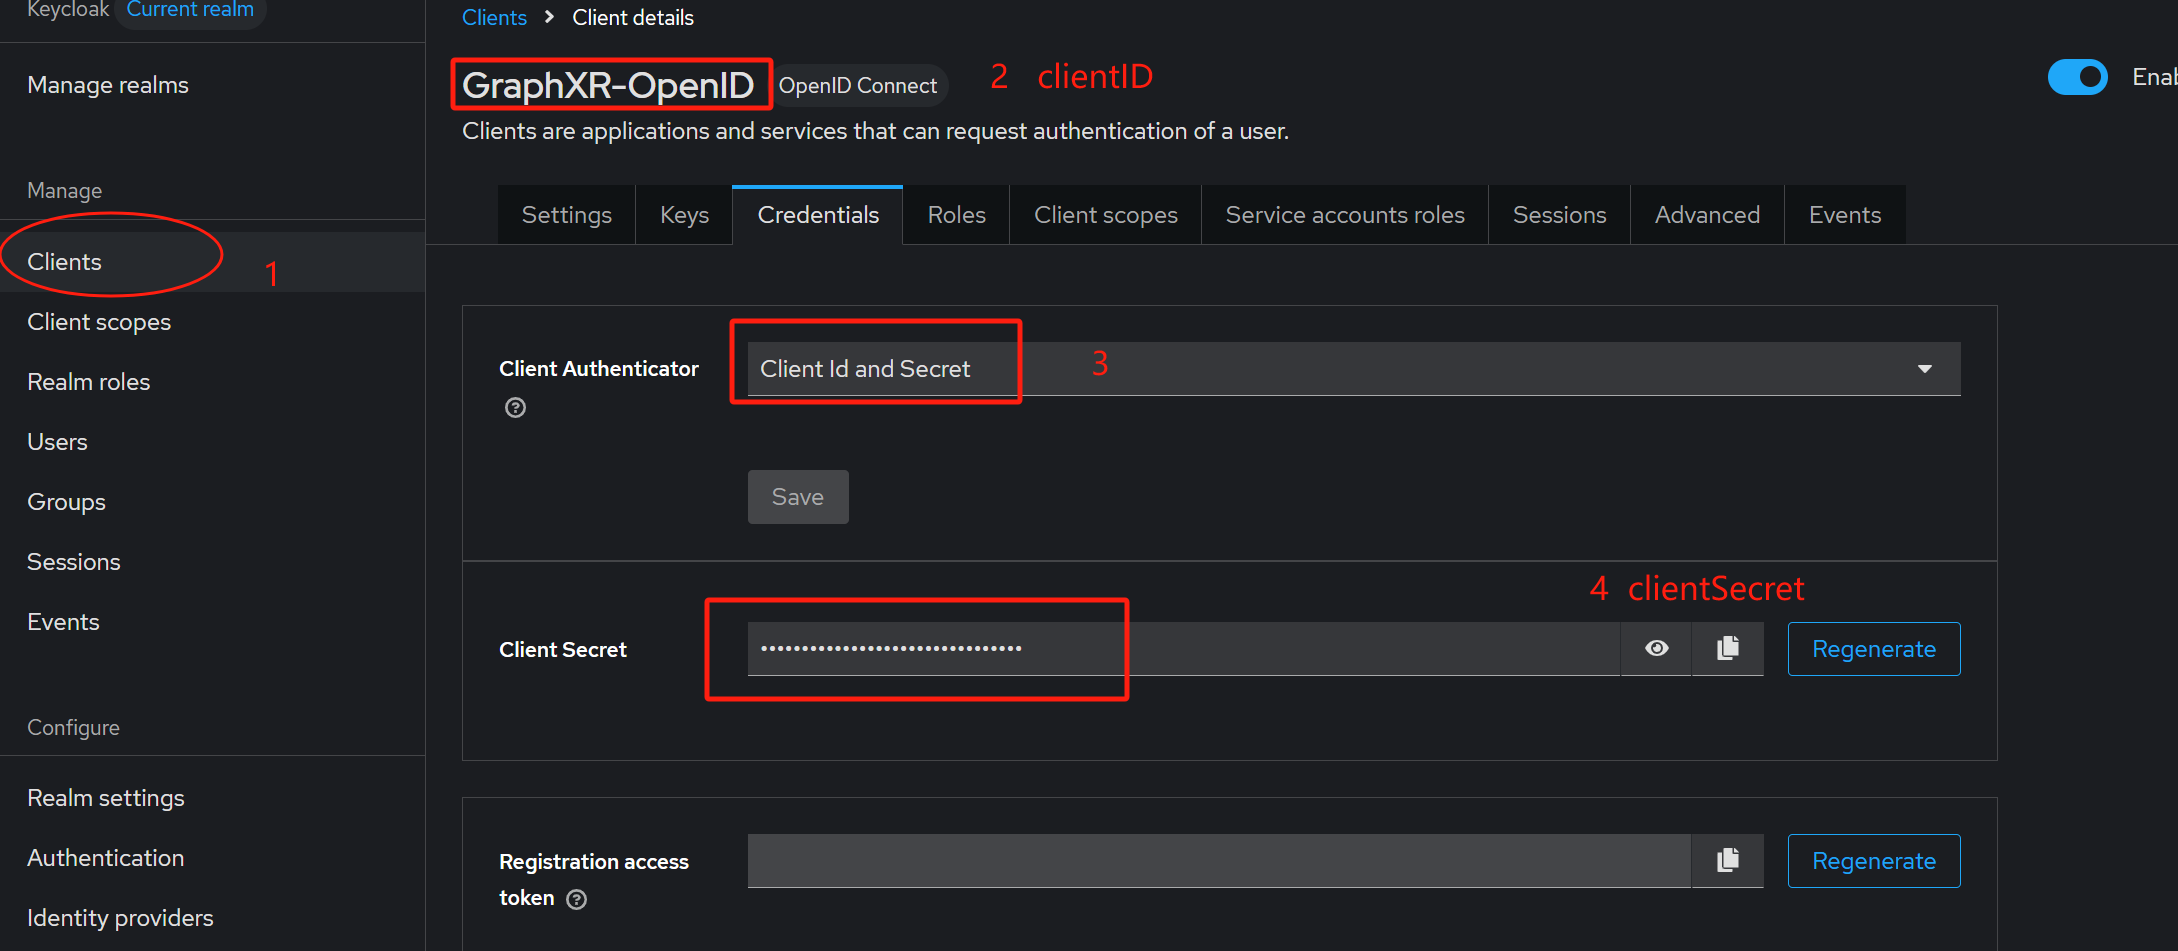 Keycloak Current realm
Manage realms
Manage
Clients
1
Client scopes
Realm roles
Users
Groups
Sessions
Events
Configure
Realm settings
Authentication
Identity providers
Clients > Client details
GraphXR-OpenID OpenID Connect 2 clientID
Clients are applications and services that can request authentication of a user.
Settings Keys Credentials Roles Client scopes Service accounts roles Sessions Advanced Events
Client Authenticator
Client Id and Secret
3
Save
4 clientSecret
Client Secret
••••••••••••••••••••••••••••••••
Regenerate
Registration access
token
Regenerate